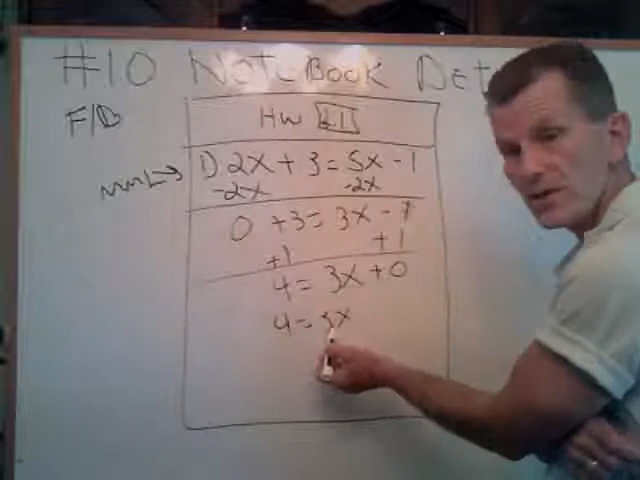 #10 NOTEBOOK DET
F/B
HW
1) 2X + 3 = 5X - 1
-2X -2X
0 + 3 = 3X - 1
+1 +1
4 = 3X + 0
4 = 3X